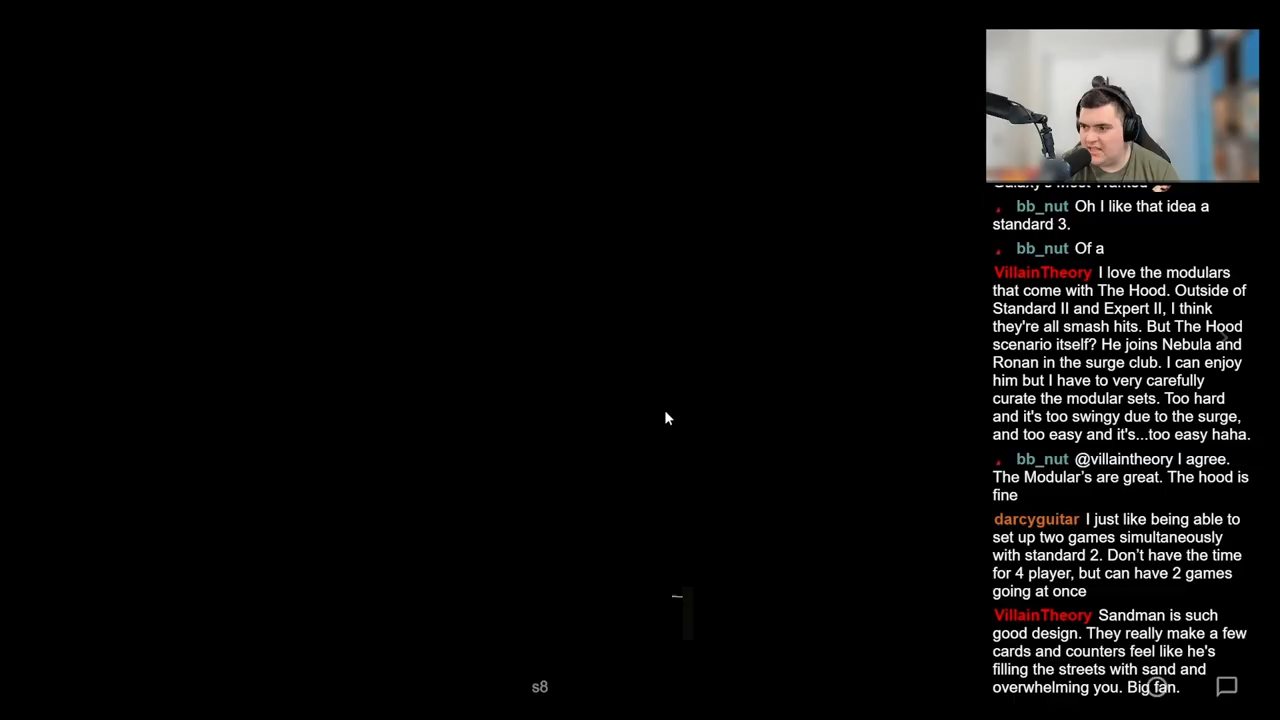 Galaxy's Most Wanted
bb_nut Oh I like that idea a
standard 3.
bb_nut Of a
VillainTheory I love the modulars
that come with The Hood. Outside of
Standard II and Expert II, I think
they're all smash hits. But The Hood
scenario itself? He joins Nebula and
Ronan in the surge club. I can enjoy
him but I have to very carefully
curate the modular sets. Too hard
and it's too swingy due to the surge,
and too easy and it's...too easy haha.
bb_nut @villaintheory I agree.
The Modular’s are great. The hood is
fine
darcyguitar I just like being able to
set up two games simultaneously
with standard 2. Don’t have the time
for 4 player, but can have 2 games
going at once
VillainTheory Sandman is such
good design. They really make a few
cards and counters feel like he's
filling the streets with sand and
overwhelming you. Big fan.
s8